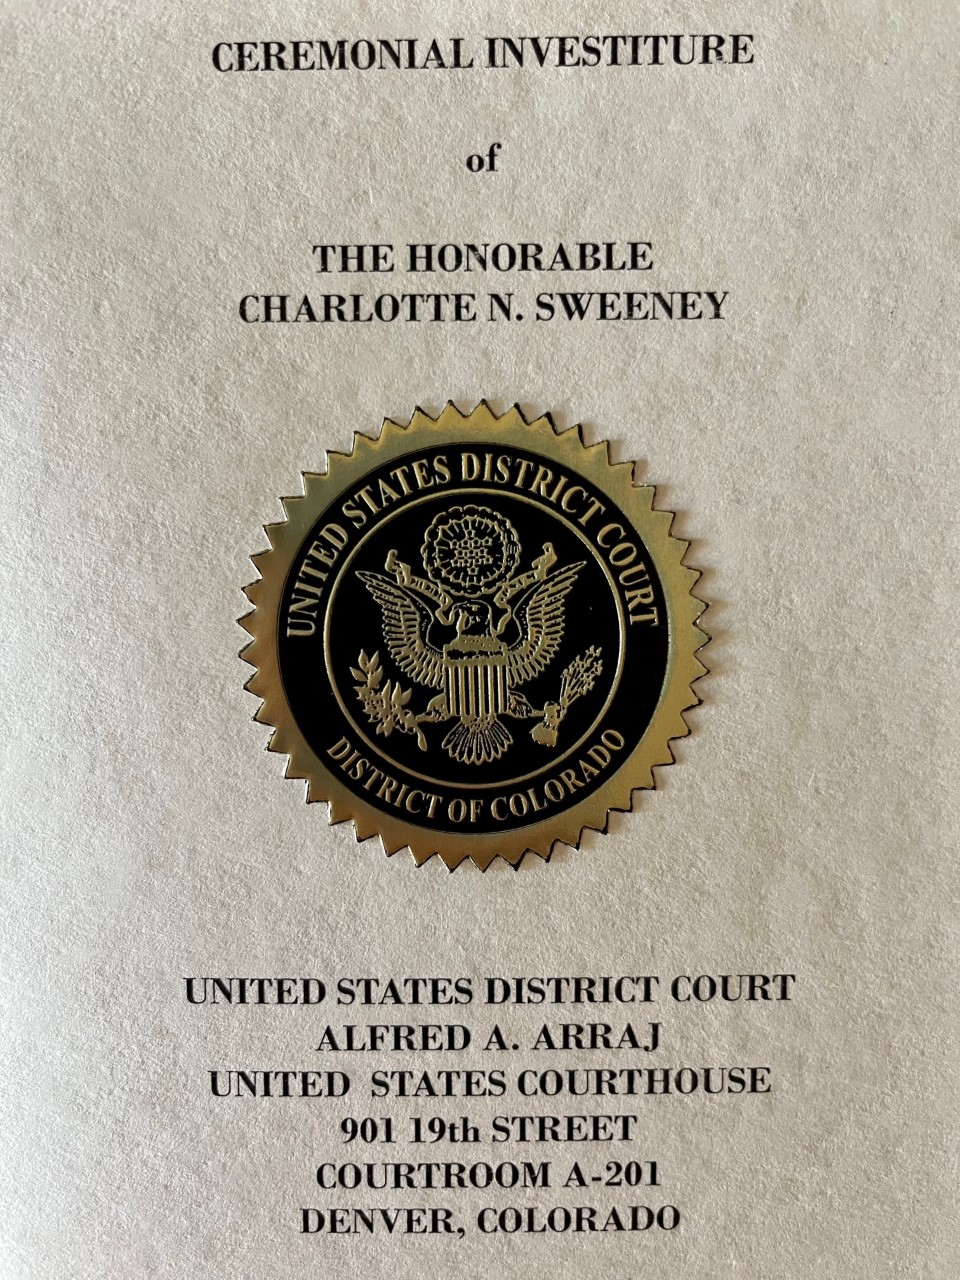 CEREMONIAL INVESTITURE
of
THE HONORABLE
CHARLOTTE N. SWEENEY
UNITED STATES DISTRICT COURT
DISTRICT OF COLORADO
UNITED STATES DISTRICT COURT
ALFRED A. ARRAJ
UNITED STATES COURTHOUSE
901 19th STREET
COURTROOM A-201
DENVER, COLORADO